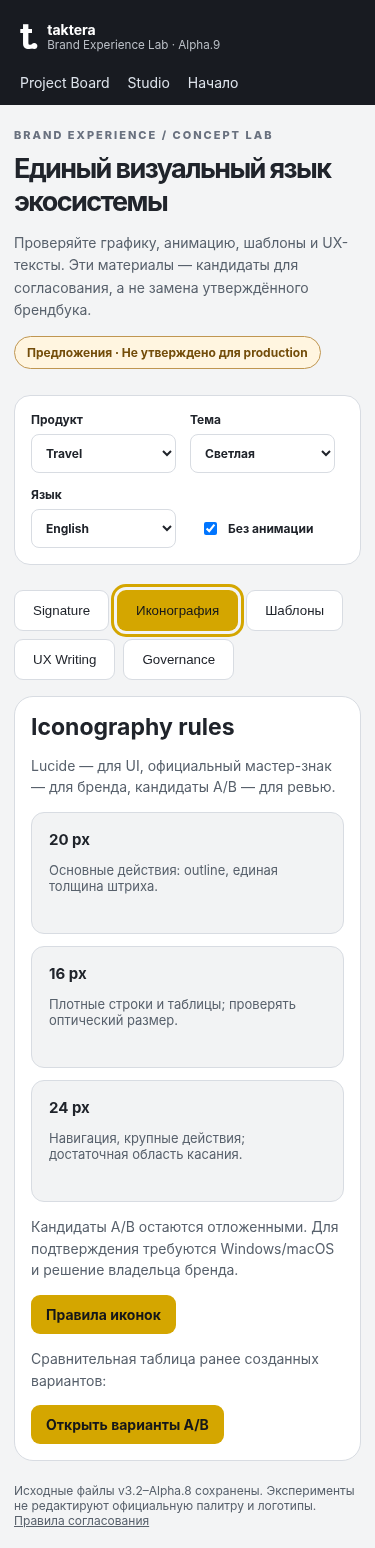 taktera
Brand Experience Lab · Alpha.9
Project Board Studio Начало
BRAND EXPERIENCE / CONCEPT LAB
Единый визуальный язык
экосистемы
Проверяйте графику, анимацию, шаблоны и UX-
тексты. Эти материалы — кандидаты для
согласования, а не замена утверждённого
брендбука.
Предложения · Не утверждено для production
Продукт Тема
Travel Светлая
Язык
English Без анимации
Signature Иконография Шаблоны
UX Writing Governance
Iconography rules
Lucide — для UI, официальный мастер-знак
— для бренда, кандидаты A/B — для ревью.
20 px
Основные действия: outline, единая
толщина штриха.
16 px
Плотные строки и таблицы; проверять
оптический размер.
24 px
Навигация, крупные действия;
достаточная область касания.
Кандидаты A/B остаются отложенными. Для
подтверждения требуются Windows/macOS
и решение владельца бренда.
Правила иконок
Сравнительная таблица ранее созданных
вариантов:
Открыть варианты A/B
Исходные файлы v3.2–Alpha.8 сохранены. Эксперименты
не редактируют официальную палитру и логотипы.
Правила согласования